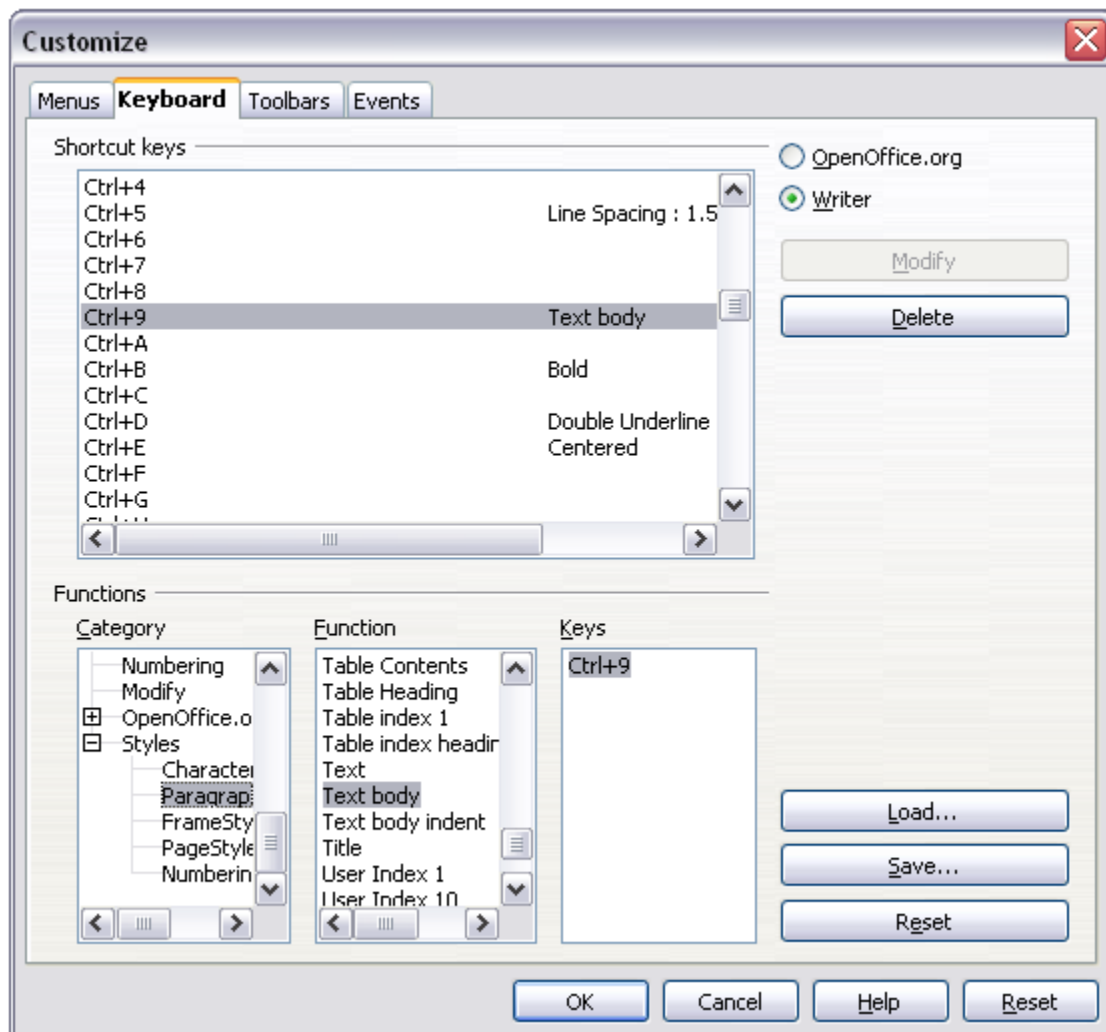 Customize
Menus Keyboard Toolbars Events
Shortcut keys
Ctrl+4
Ctrl+5 Line Spacing : 1.5
Ctrl+6
Ctrl+7
Ctrl+8
Ctrl+9 Text body
Ctrl+A
Ctrl+B Bold
Ctrl+C
Ctrl+D Double Underline
Ctrl+E Centered
Ctrl+F
Ctrl+G
OpenOffice.org
Writer
Modify
Delete
Functions
Category
Numbering
Modify
OpenOffice.o
Styles
Character
Paragrap
FrameSty
PageStyle
Numberin
Function
Table Contents
Table Heading
Table index 1
Table index headin
Text
Text body
Text body indent
Title
User Index 1
User Index 10
Keys
Ctrl+9
Load...
Save...
Reset
OK Cancel Help Reset